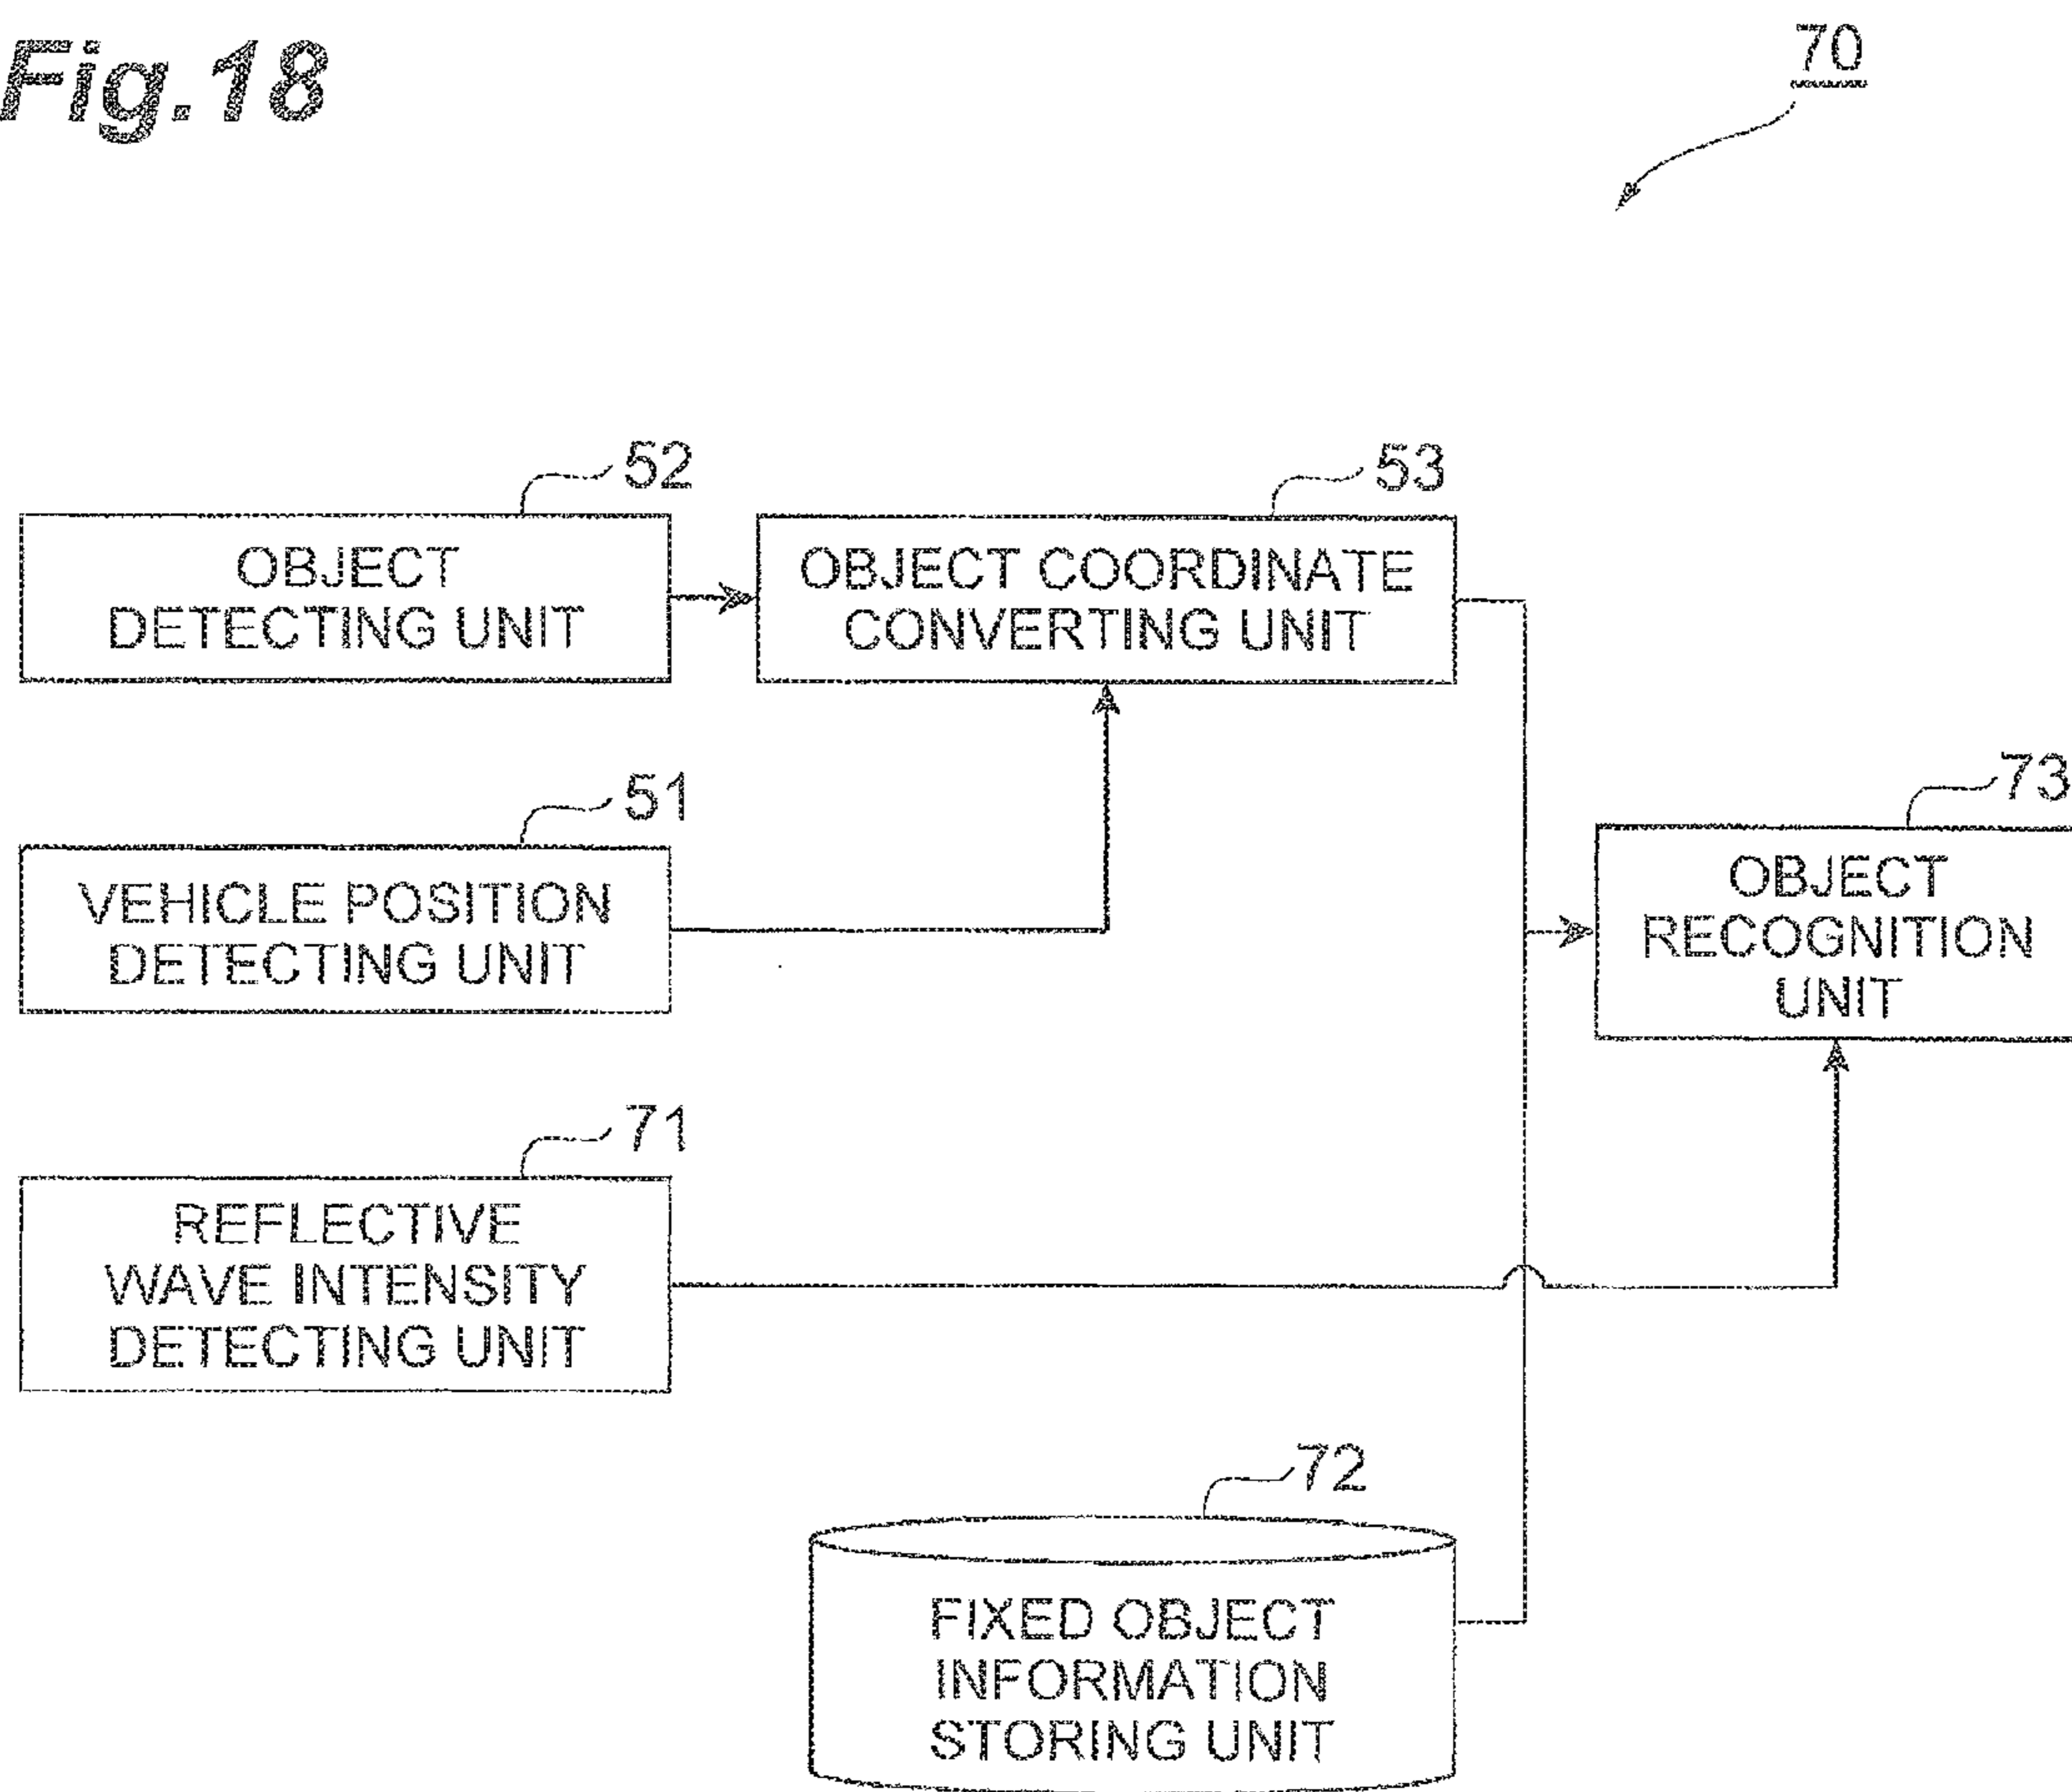 Fig.18
70
52
OBJECT
DETECTING UNIT
53
OBJECT COORDINATE
CONVERTING UNIT
51
VEHICLE POSITION
DETECTING UNIT
73
OBJECT
RECOGNITION
UNIT
71
REFLECTIVE
WAVE INTENSITY
DETECTING UNIT
72
FIXED OBJECT
INFORMATION
STORING UNIT